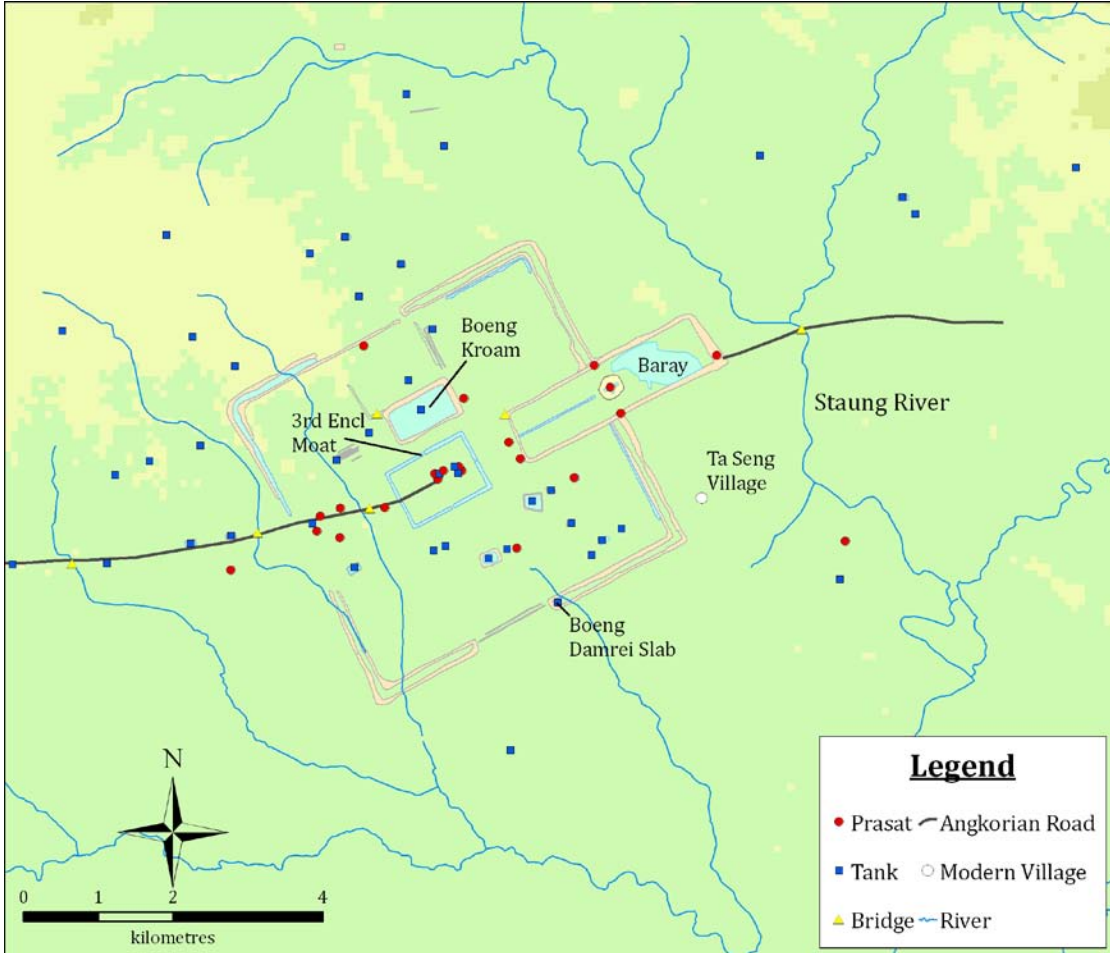 Boeng
Kroam
Baray
3rd Encl
Moat
Staung River
Ta Seng
Village
Boeng
Damrei Slab
N
0 1 2 4
kilometres
Legend
Prasat Angkorian Road
Tank Modern Village
Bridge River